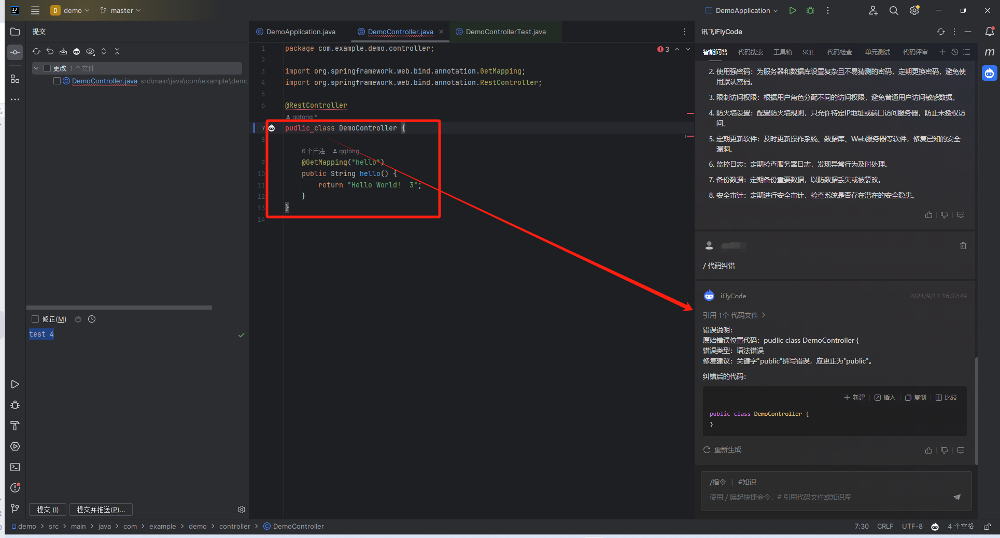 D demo master DemoApplication
提交
更改 1 个文件
DemoController.java src\main\java\com\example\demo
修正(M)
test 4
提交 (I) 提交并推送(P)...
DemoApplication.java DemoController.java DemoControllerTest.java
3
1 package com.example.demo.controller;
2
3 import org.springframework.web.bind.annotation.GetMapping;
4 import org.springframework.web.bind.annotation.RestController;
5
6 @RestController
qqtong *
7 pudlic class DemoController {
8
6 个用法 qqtong
9 @GetMapping("hello")
10 public String hello() {
11 return "Hello World!  3";
12 }
13 }
14
讯飞iFlyCode
智能问答 代码搜索 工具箱 SQL 代码检查 单元测试 代码评审
2. 使用强密码：为服务器和数据库设置复杂且不易猜测的密码，定期更换密码，避免使
用默认密码。
3. 限制访问权限：根据用户角色分配不同的访问权限，避免普通用户访问敏感数据。
4. 防火墙设置：配置防火墙规则，只允许特定IP地址或端口访问服务器，防止未授权访
问。
5. 定期更新软件：及时更新操作系统、数据库、Web服务器等软件，修复已知的安全
漏洞。
6. 监控日志：定期检查服务器日志，发现异常行为及时处理。
7. 备份数据：定期备份重要数据，以防数据丢失或被篡改。
8. 安全审计：定期进行安全审计，检查系统是否存在潜在的安全隐患。
/ 代码纠错
iFlyCode 2024/9/14 16:32:49
引用 1个 代码文件
错误说明：
原始错误位置代码：pudlic class DemoController {
错误类型：语法错误
修复建议：关键字"public"拼写错误，应更正为"public"。
纠错后的代码：
新建 插入 复制 比较
public class DemoController {
}
重新生成
/指令 | #知识
使用 / 唤起快捷命令，# 引用代码文件或知识库
demo > src > main > java > com > example > demo > controller > DemoController
7:30 CRLF UTF-8 4 个空格